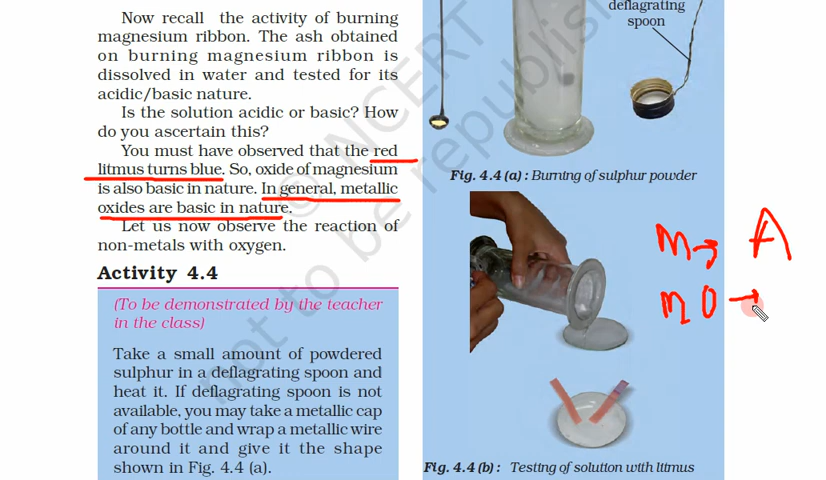 Now recall the activity of burning
magnesium ribbon. The ash obtained
on burning magnesium ribbon is
dissolved in water and tested for its
acidic/basic nature.
Is the solution acidic or basic? How
do you ascertain this?
You must have observed that the red
litmus turns blue. So, oxide of magnesium
is also basic in nature. In general, metallic
oxides are basic in nature.
Let us now observe the reaction of
non-metals with oxygen.
Activity 4.4
(To be demonstrated by the teacher
in the class)
Take a small amount of powdered
sulphur in a deflagrating spoon and
heat it. If deflagrating spoon is not
available, you may take a metallic cap
of any bottle and wrap a metallic wire
around it and give it the shape
shown in Fig. 4.4 (a).
deflagrating
spoon
Fig. 4.4 (a) : Burning of sulphur powder
M → A
Fig. 4.4 (b) : Testing of solution with litmus
© NCERT
not to be republish